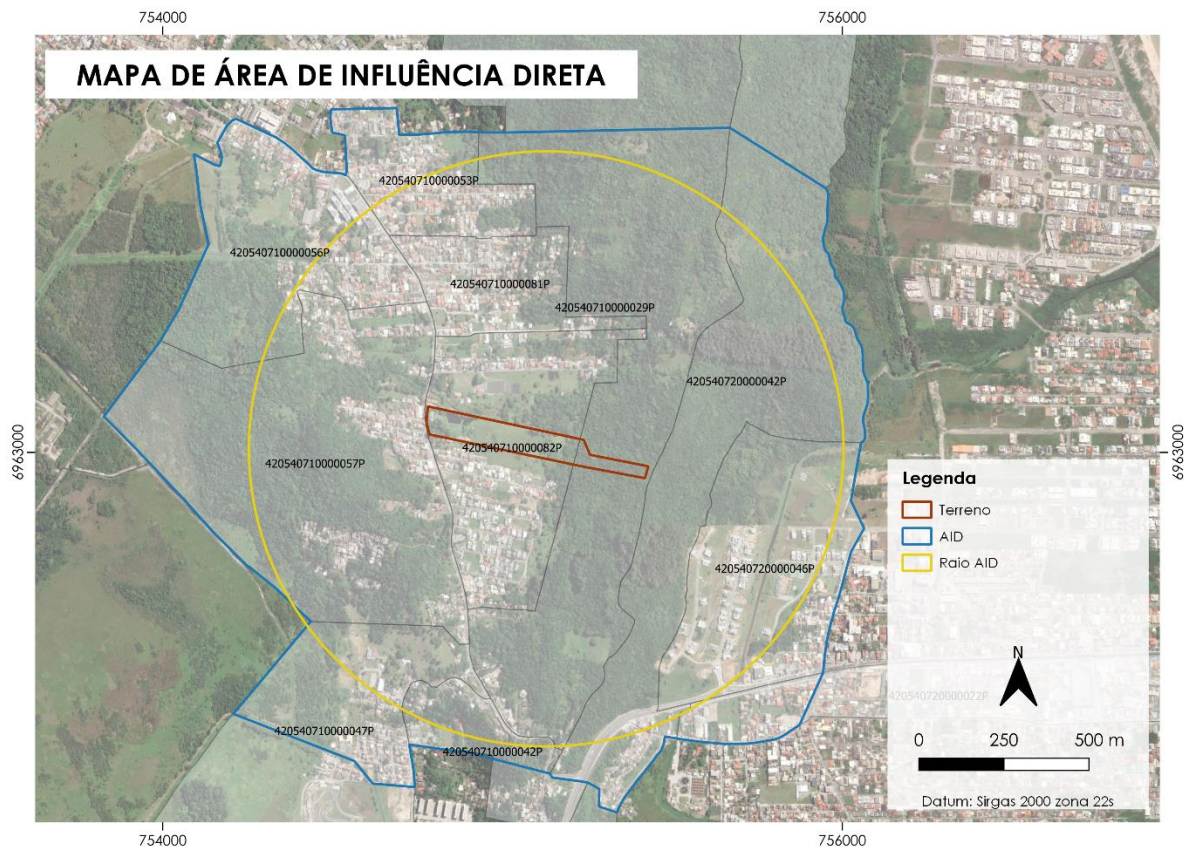 754000
756000
MAPA DE ÁREA DE INFLUÊNCIA DIRETA
420540710000053P
420540710000056P
420540710000081P
420540710000029P
420540720000042P
6963000
6963000
420540710000082P
420540710000057P
Legenda
Terreno
AID
Raio AID
420540720000046P
N
420540720000022P
420540710000047P
420540710000042P
0 250 500 m
Datum: Sirgas 2000 zona 22s
754000
756000